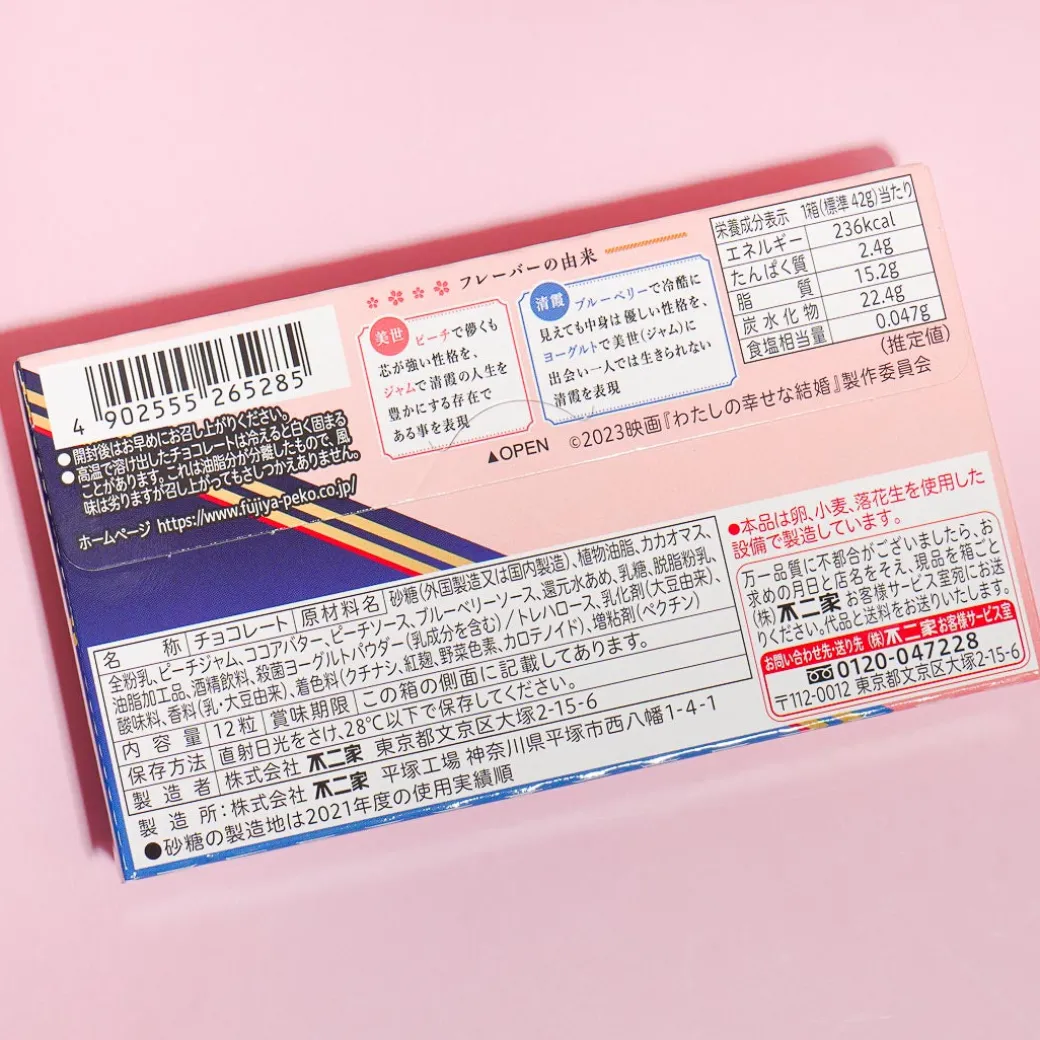 フレーバーの由来
美世 ピーチで儚くも
芯が強い性格を、
ジャムで清霞の人生を
豊かにする存在で
ある事を表現
清霞 ブルーベリーで冷酷に
見えても中身は優しい性格を、
ヨーグルトで美世(ジャム)に
出会い一人では生きられない
清霞を表現
▲OPEN
©2023映画『わたしの幸せな結婚』製作委員会
栄養成分表示 1箱(標準42g)当たり
エネルギー 236kcal
たんぱく質 2.4g
脂質 15.2g
炭水化物 22.4g
食塩相当量 0.047g
(推定値)
4 902555 265285
●開封後はお早めにお召し上がりください。
●高温で溶け出したチョコレートは冷えると白く固まる
ことがあります。これは油脂分が分離したもので、風
味は劣りますが召し上がってもさしつかえありません。
ホームページ https://www.fujiya-peko.co.jp/
名称 チョコレート 原材料名 砂糖(外国製造又は国内製造)、植物油脂、カカオマス、
全粉乳、ピーチジャム、ココアバター、ピーチソース、ブルーベリーソース、還元水あめ、乳糖、脱脂粉乳、
油脂加工品、酒精飲料、殺菌ヨーグルトパウダー(乳成分を含む)/トレハロース、乳化剤(大豆由来)、
酸味料、香料(乳・大豆由来)、着色料(クチナシ、紅麹、野菜色素、カロテノイド)、増粘剤(ペクチン)
内容量 12粒 賞味期限 この箱の側面に記載してあります。
保存方法 直射日光をさけ、28℃以下で保存してください。
製造者 株式会社 不二家 東京都文京区大塚2-15-6
製造所:株式会社 不二家 平塚工場 神奈川県平塚市西八幡1-4-1
●砂糖の製造地は2021年度の使用実績順
●本品は卵、小麦、落花生を使用した
設備で製造しています。
万一品質に不都合がございましたら、お
求めの月日と店名をそえ、現品を箱ごと
(株)不二家 お客様サービス室宛にお送
りください。代品と送料をお送りいたします。
お問い合わせ先・送り先 (株)不二家 お客様サービス室
0120-047228
〒112-0012 東京都文京区大塚2-15-6